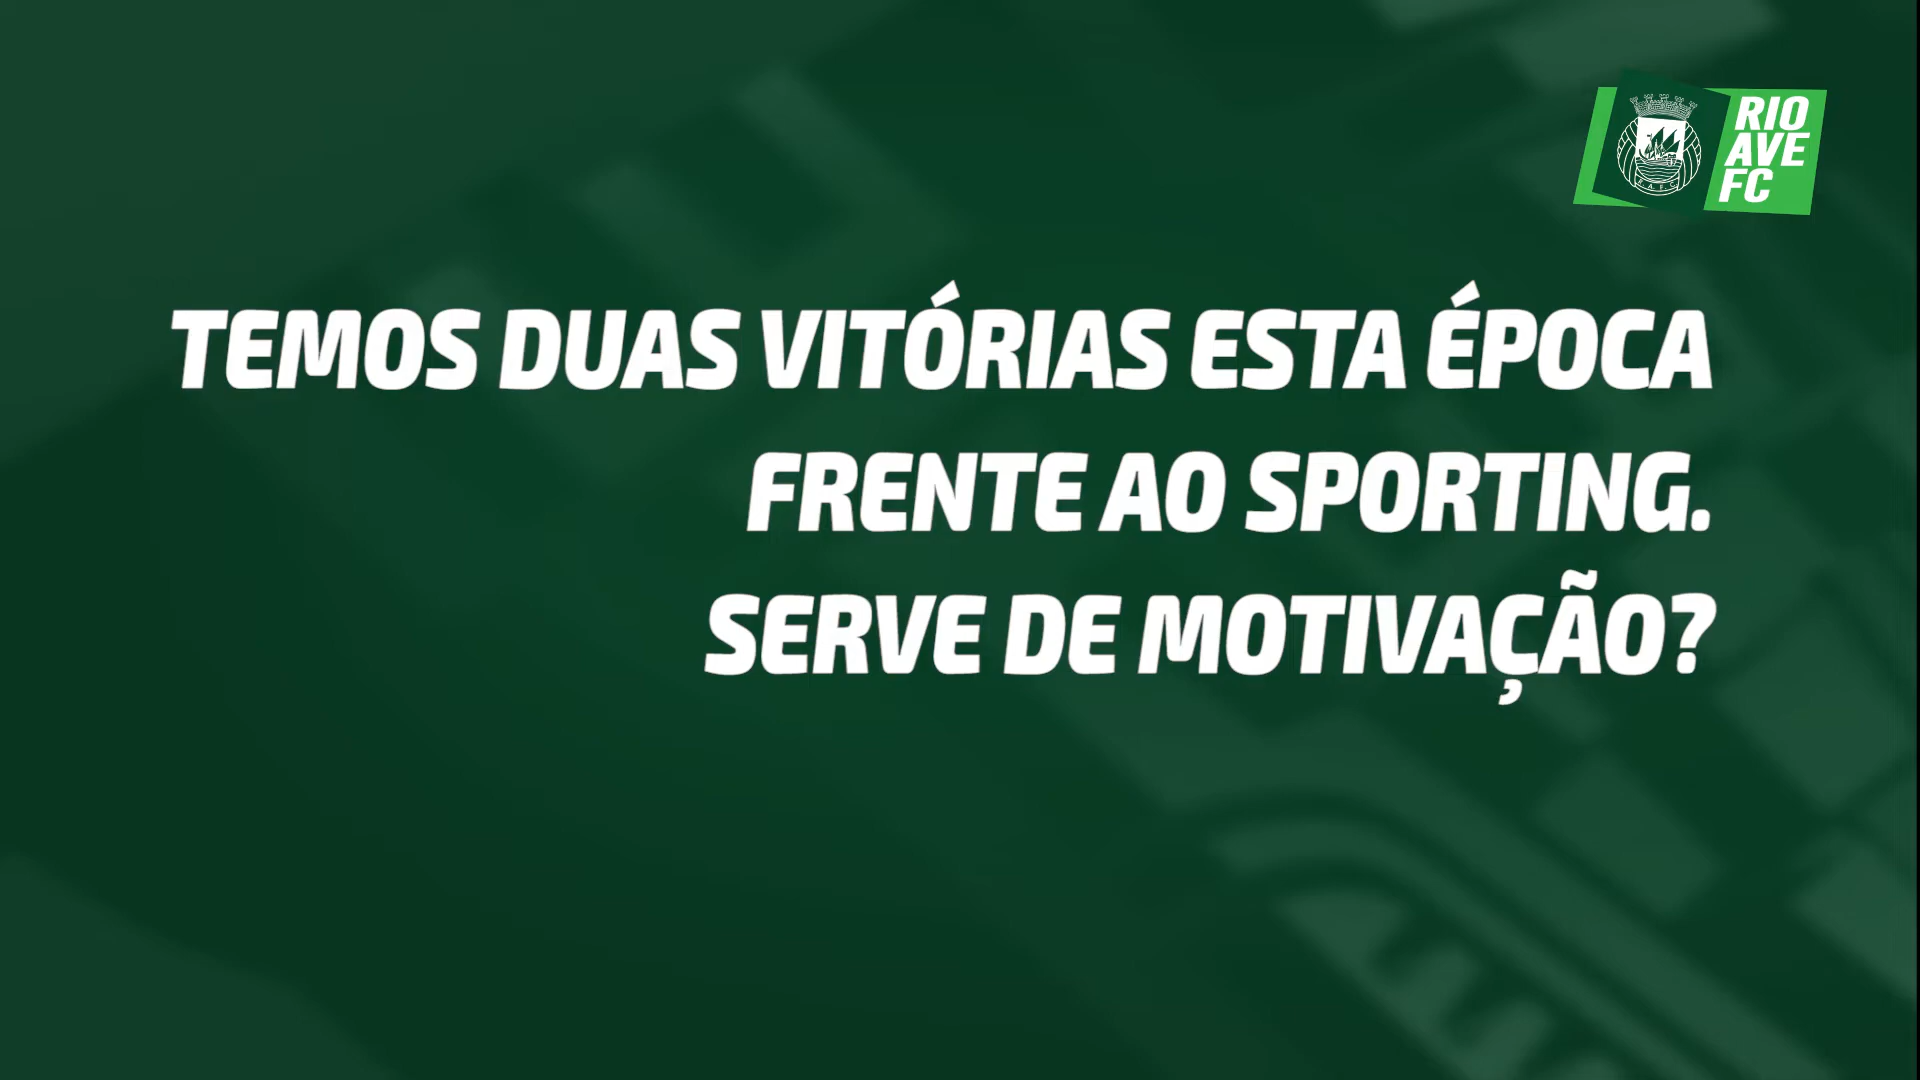 RIO
AVE
FC
TEMOS DUAS VITÓRIAS ESTA ÉPOCA
FRENTE AO SPORTING.
SERVE DE MOTIVAÇÃO?